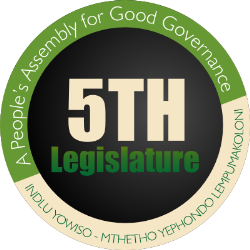 A People's Assembly for Good Governance
5TH
Legislature
INDLU YOWISO - MTHETHO YEPHONDO LEMPUMAKOLONI